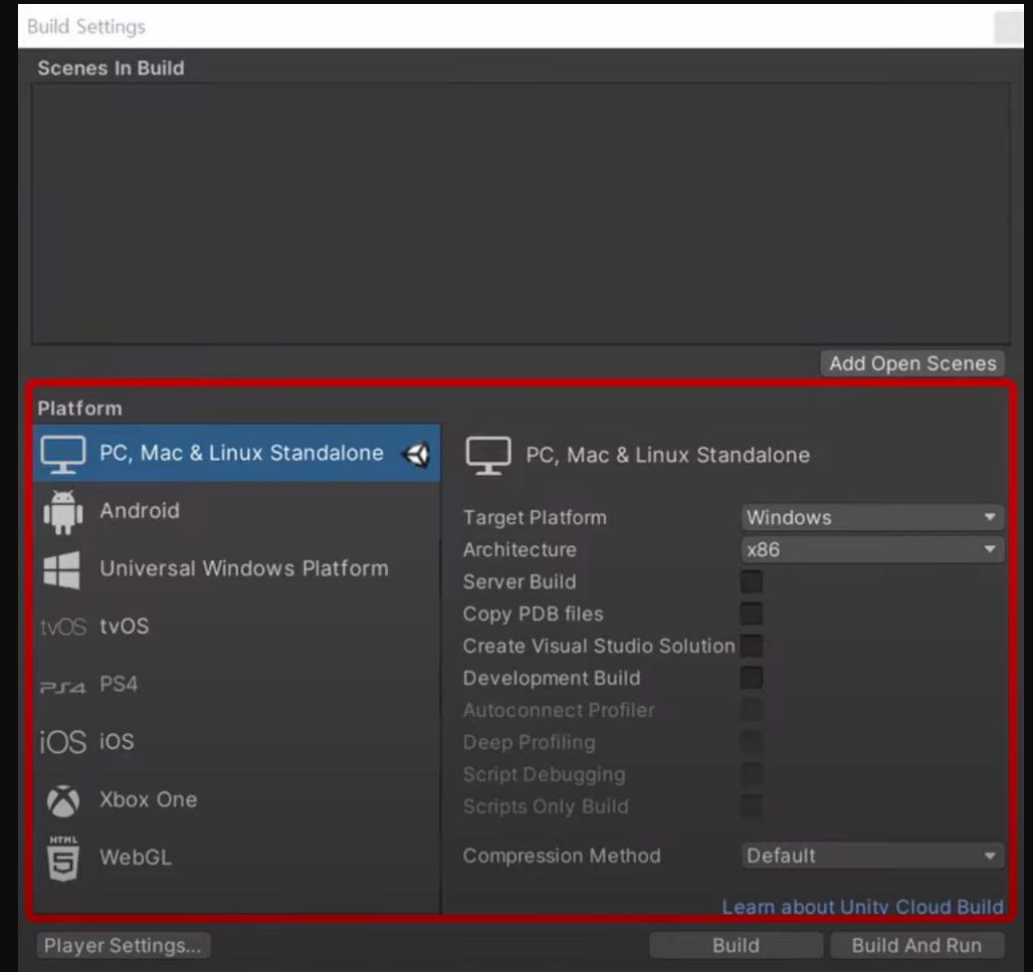 Build Settings
Scenes In Build
Add Open Scenes
Platform
PC, Mac & Linux Standalone
Android
Universal Windows Platform
tvOS tvOS
PS4 PS4
iOS iOS
Xbox One
HTML
5 WebGL
PC, Mac & Linux Standalone
Target Platform Windows
Architecture x86
Server Build
Copy PDB files
Create Visual Studio Solution
Development Build
Autoconnect Profiler
Deep Profiling
Script Debugging
Scripts Only Build
Compression Method Default
Learn about Unity Cloud Build
Player Settings... Build Build And Run